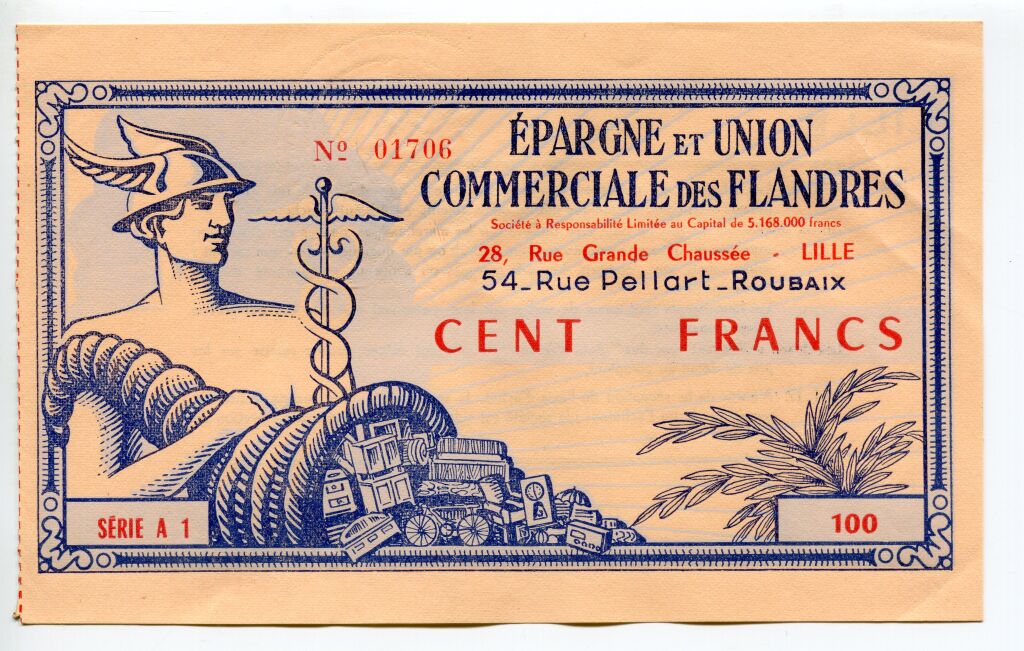 Nº 01706
ÉPARGNE ET UNION
COMMERCIALE DES FLANDRES
Société à Responsabilité Limitée au Capital de 5.168.000 francs
28, Rue Grande Chaussée - LILLE
54_Rue Pellart_ROUBAIX
CENT FRANCS
SÉRIE A 1
100